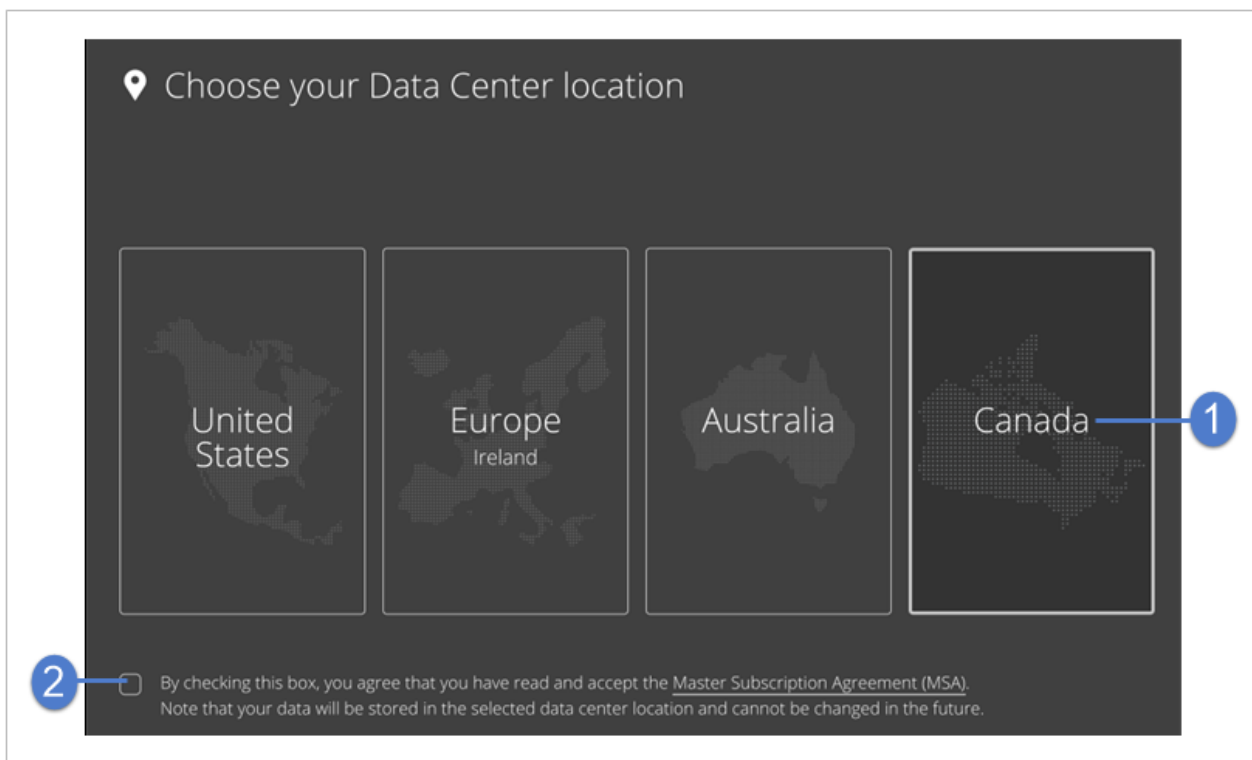 Choose your Data Center location
United
States
Europe
Ireland
Australia
Canada
1
2
By checking this box, you agree that you have read and accept the Master Subscription Agreement (MSA).
Note that your data will be stored in the selected data center location and cannot be changed in the future.